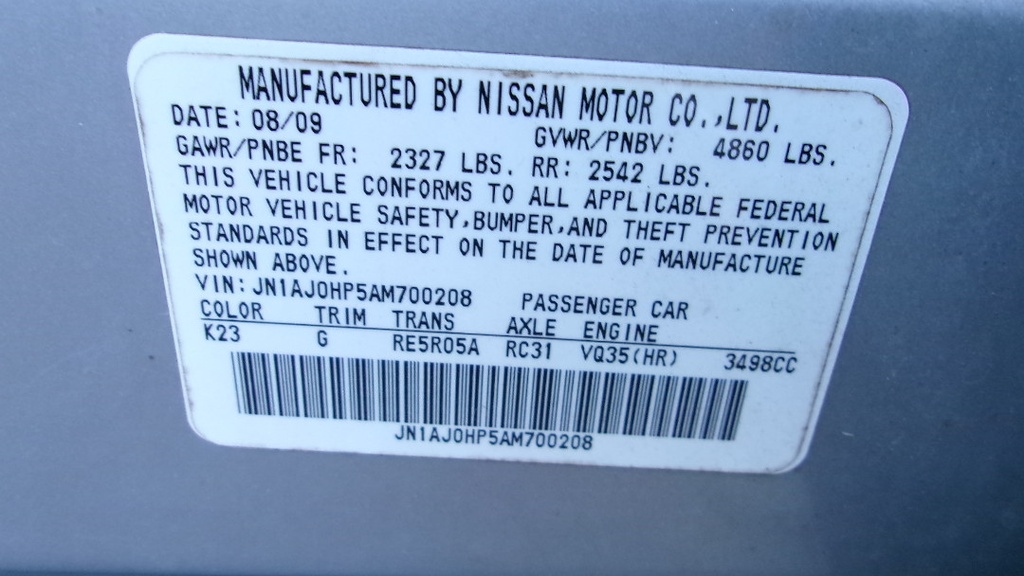 MANUFACTURED BY NISSAN MOTOR CO.,LTD.
DATE: 08/09 GVWR/PNBV: 4860 LBS.
GAWR/PNBE FR: 2327 LBS. RR: 2542 LBS.
THIS VEHICLE CONFORMS TO ALL APPLICABLE FEDERAL
MOTOR VEHICLE SAFETY,BUMPER,AND THEFT PREVENTION
STANDARDS IN EFFECT ON THE DATE OF MANUFACTURE
SHOWN ABOVE.
VIN:JN1AJ0HP5AM700208 PASSENGER CAR
COLOR TRIM TRANS AXLE ENGINE
K23 G RE5R05A RC31 VQ35(HR) 3498CC
JN1AJ0HP5AM700208